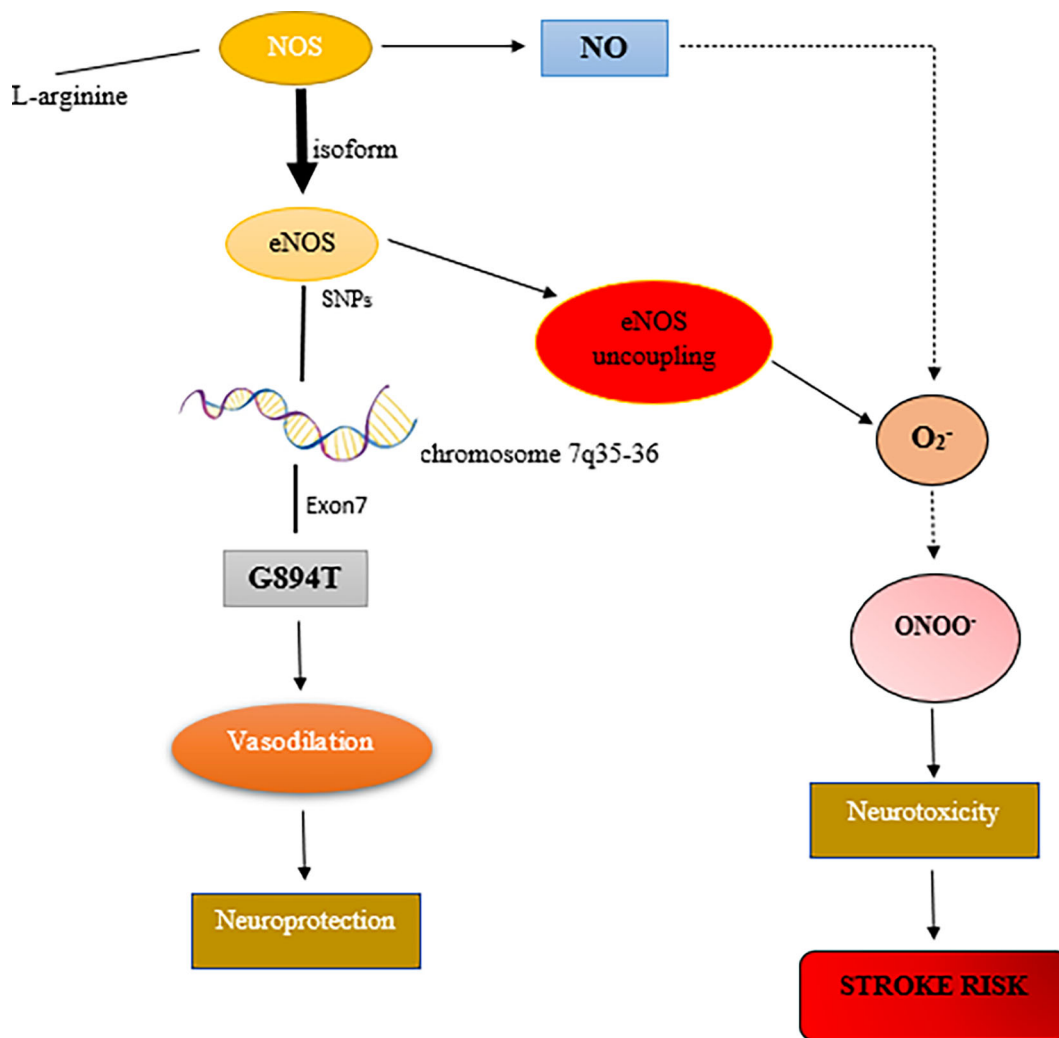 NOS
NO
L-arginine
isoform
eNOS
SNPs
eNOS
uncoupling
O₂⁻
chromosome 7q35-36
Exon7
G894T
ONOO⁻
Vasodilation
Neurotoxicity
Neuroprotection
STROKE RISK